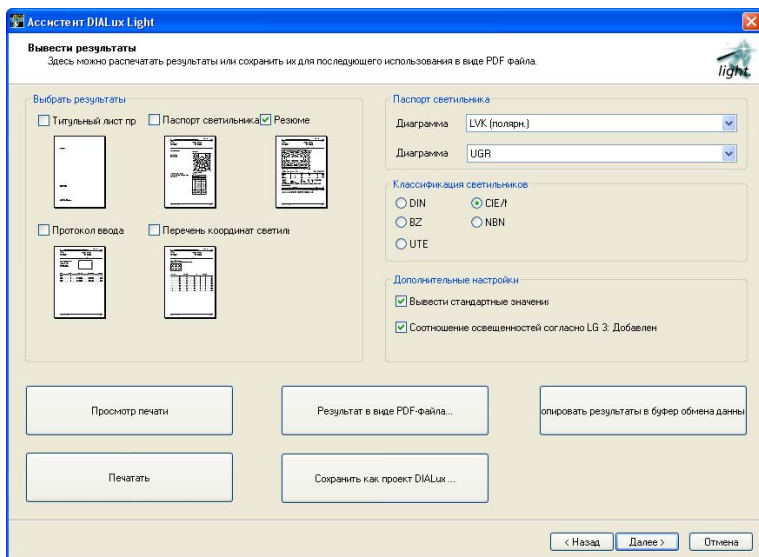 Ассистент DIALux Light
Вывести результаты
Здесь можно распечатать результаты или сохранить их для последующего использования в виде PDF файла.
light.
Выбрать результаты
Титульный лист пр
Паспорт светильника
Резюме
Протокол ввода
Перечень координат светиль
Паспорт светильника
Диаграмма
LVK (полярн.)
Диаграмма
UGR
Классификация светильников
DIN
CIE/I
BZ
NBN
UTE
Дополнительные настройки
Вывести стандартные значени
Соотношение освещенностей согласно LG 3: Добавлен
Просмотр печати
Результат в виде PDF-файла...
опировать результаты в буфер обмена данны
Печатать
Сохранить как проект DIALux ...
< Назад
Далее >
Отмена